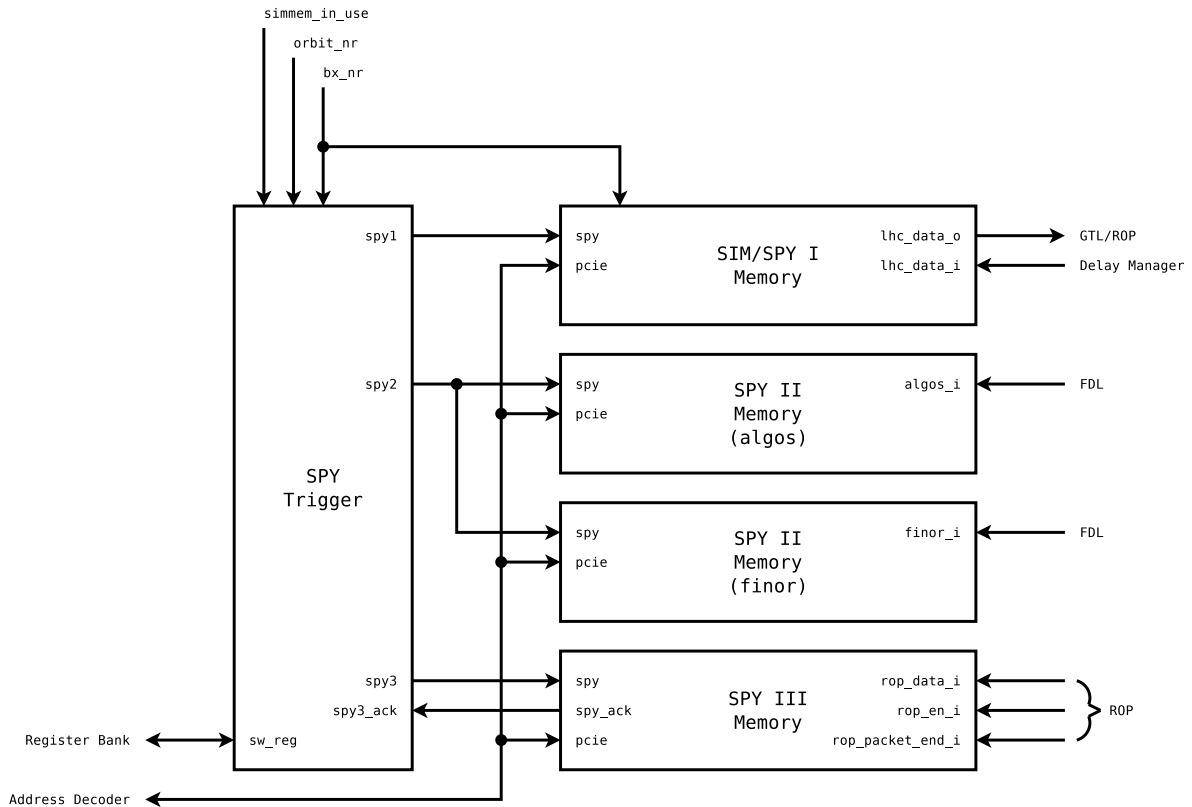 simmem_in_use
orbit_nr
bx_nr
spy1
spy2
SPY
Trigger
spy3
spy3_ack
sw_reg
Register Bank
Address Decoder
spy
pcie
SIM/SPY I
Memory
lhc_data_o
lhc_data_i
GTL/ROP
Delay Manager
spy
pcie
SPY II
Memory
(algos)
algos_i
FDL
spy
pcie
SPY II
Memory
(finor)
finor_i
FDL
spy
spy_ack
pcie
SPY III
Memory
rop_data_i
rop_en_i
rop_packet_end_i
ROP